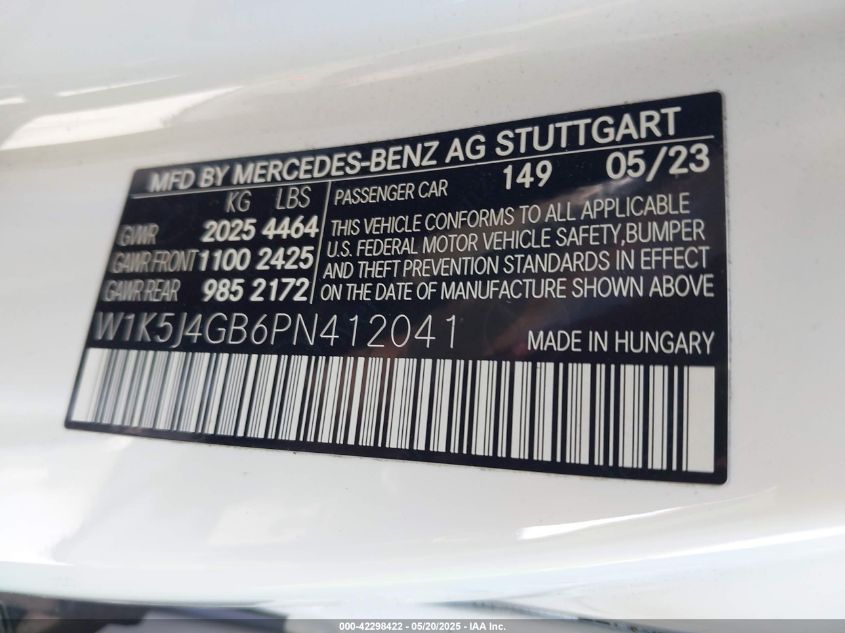 MFD BY MERCEDES-BENZ AG STUTTGART
KG LBS
GVWR 2025 4464
GAWR FRONT 1100 2425
GAWR REAR 985 2172
PASSENGER CAR 149 05/23
THIS VEHICLE CONFORMS TO ALL APPLICABLE
U.S. FEDERAL MOTOR VEHICLE SAFETY,BUMPER
AND THEFT PREVENTION STANDARDS IN EFFECT
ON THE DATE OF MANUFACTURE SHOWN ABOVE
W1K5J4GB6PN412041
MADE IN HUNGARY
000-42298422 - 05/20/2025 - IAA Inc.